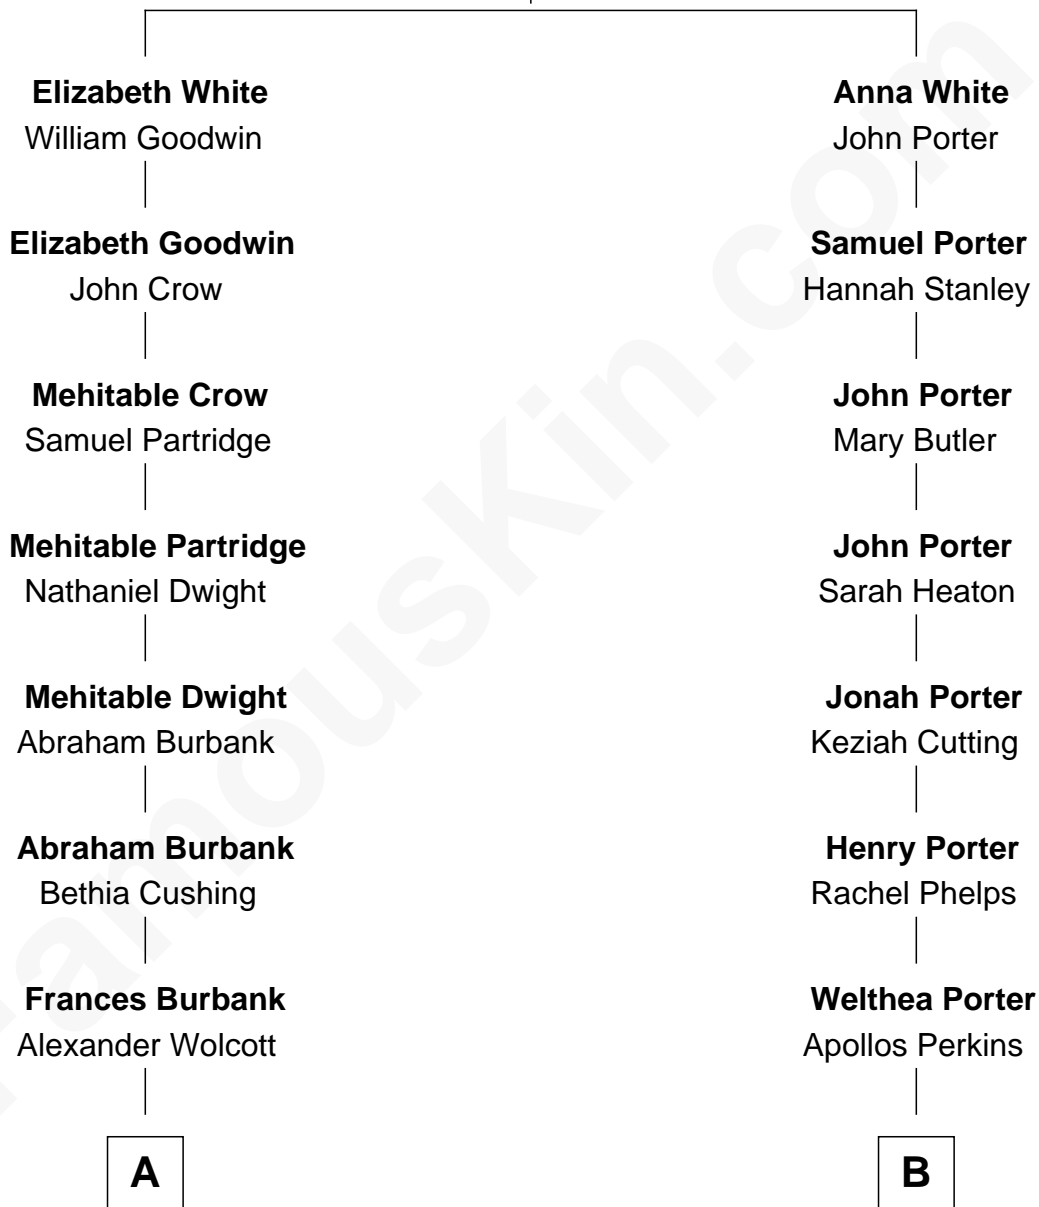 Elizabeth White
William Goodwin
Elizabeth Goodwin
John Crow
Mehitable Crow
Samuel Partridge
Mehitable Partridge
Nathaniel Dwight
Mehitable Dwight
Abraham Burbank
Abraham Burbank
Bethia Cushing
Frances Burbank
Alexander Wolcott
A
Anna White
John Porter
Samuel Porter
Hannah Stanley
John Porter
Mary Butler
John Porter
Sarah Heaton
Jonah Porter
Keziah Cutting
Henry Porter
Rachel Phelps
Welthea Porter
Apollos Perkins
B
FamousKin.com